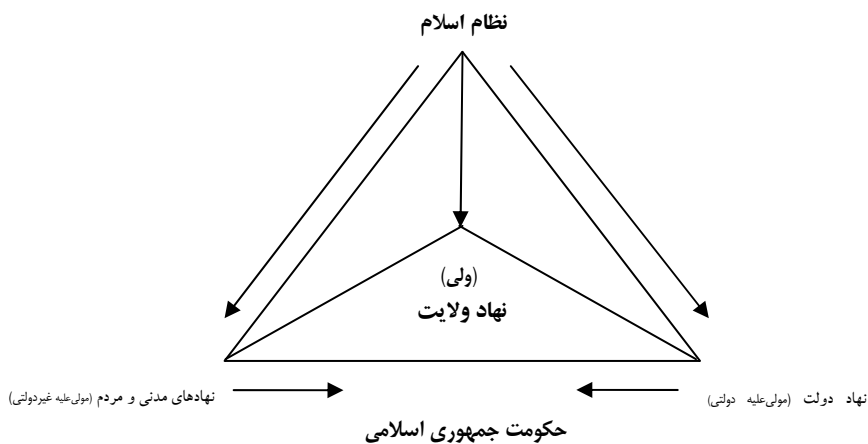 نظام اسلام
(ولی)
نهاد ولایت
نهاد دولت (مولی‌علیه دولتی)
نهادهای مدنی و مردم (مولی‌علیه غیردولتی)
حکومت جمهوری اسلامی